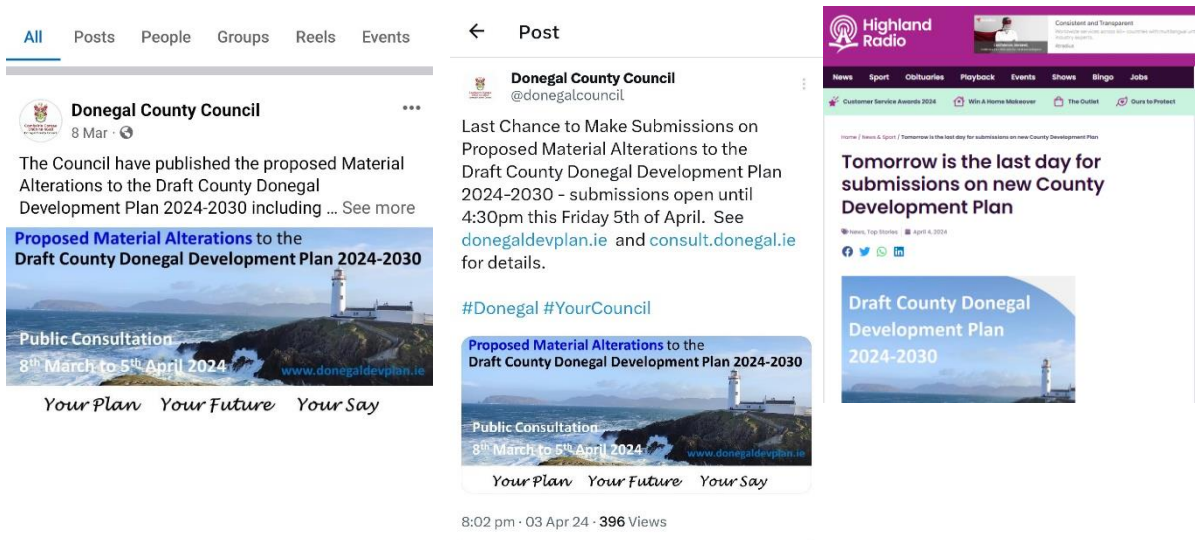 All Posts People Groups Reels Events
Donegal County Council
8 Mar ·
The Council have published the proposed Material
Alterations to the Draft County Donegal
Development Plan 2024-2030 including ... See more
Proposed Material Alterations to the
Draft County Donegal Development Plan 2024-2030
Public Consultation
8th March to 5th April 2024
www.donegaldevplan.ie
Your Plan Your Future Your Say
Post
Donegal County Council
@donegalcouncil
Last Chance to Make Submissions on
Proposed Material Alterations to the
Draft County Donegal Development Plan
2024-2030 - submissions open until
4:30pm this Friday 5th of April. See
donegaldevplan.ie and consult.donegal.ie
for details.
#Donegal #YourCouncil
Proposed Material Alterations to the
Draft County Donegal Development Plan 2024-2030
Public Consultation
8th March to 5th April 2024
www.donegaldevplan.ie
Your Plan Your Future Your Say
8:02 pm · 03 Apr 24 · 396 Views
Highland
Radio
Consistent and Transparent
News Sport Obituaries Playback Events Shows Bingo Jobs
Customer Service Awards 2024 Win A Home Makeover The Outlet Ours to Protect
Home / News & Sport / Tomorrow is the last day for submissions on new County Development Plan
Tomorrow is the last day for
submissions on new County
Development Plan
News, Top Stories April 4, 2024
Draft County Donegal
Development Plan
2024-2030